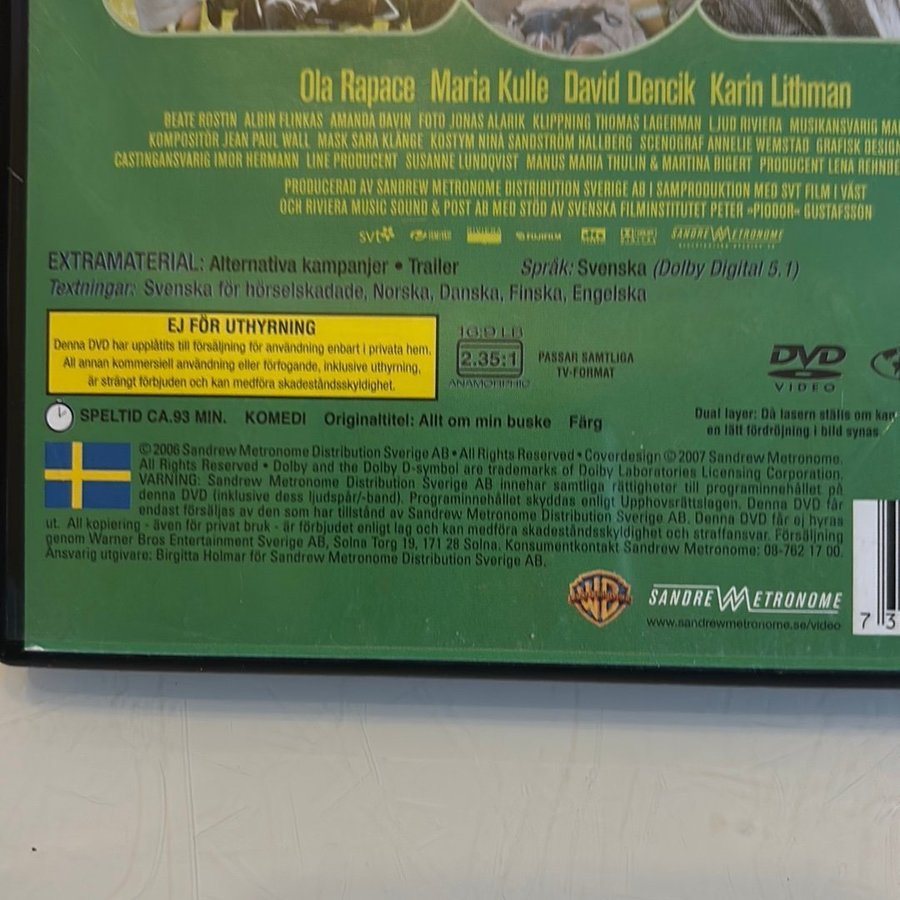 Ola Rapace Maria Kulle David Dencik Karin Lithman
BEATE RÖSTIN ALBIN FLINKAS AMANDA DAVIN FOTO JONAS ALARIK KLIPPNING THOMAS LAGERMAN LJUD RIVIERA MUSIKANSVARIG
KOMPOSITÖR JEAN PAUL WALL MASK SARA KLÄNGE KOSTYM NINA SANDSTRÖM HALLBERG SCENOGRAF ANNELIE WEMSTAD GRAFISK DESIGN
CASTINGANSVARIG IMOR HERMANN LINE PRODUCENT SUSANNE LUNDQVIST MANUS MARIA THULIN & MARTINA BIGERT PRODUCENT LENA
PRODUCERAD AV SANDREW METRONOME DISTRIBUTION SVERIGE AB I SAMPRODUKTION MED SVT FILM I VÄST
OCH RIVIERA MUSIC SOUND & POST AB MED STÖD AV SVENSKA FILMINSTITUTET PETER »PIODOR« GUSTAFSSON
svt RIVIERA FUJIFILM dts SANDREW METRONOME
EXTRAMATERIAL: Alternativa kampanjer • Trailer Språk: Svenska (Dolby Digital 5.1)
Textningar: Svenska för hörselskadade, Norska, Danska, Finska, Engelska
EJ FÖR UTHYRNING
Denna DVD har upplåtits till försäljning för användning enbart i privata hem.
All annan kommersiell användning eller förfogande, inklusive uthyrning,
är strängt förbjuden och kan medföra skadeståndsskyldighet.
16:9 LB
2.35:1
ANAMORPHIC
PASSAR SAMTLIGA
TV-FORMAT
DVD
VIDEO
SPELTID CA.93 MIN. KOMEDI Originaltitel: Allt om min buske Färg
Dual layer: Då lasern ställs om kan
en lätt fördröjning i bild synas
©2006 Sandrew Metronome Distribution Sverige AB • All Rights Reserved • Coverdesign © 2007 Sandrew Metronome.
All Rights Reserved • Dolby and the Dolby D-symbol are trademarks of Dolby Laboratories Licensing Corporation.
VARNING: Sandrew Metronome Distribution Sverige AB innehar samtliga rättigheter till programinnehållet på
denna DVD (inklusive dess ljudspår/-band). Programinnehållet skyddas enligt Upphovsrättslagen. Denna DVD får
endast försäljas av den som har tillstånd av Sandrew Metronome Distribution Sverige AB. Denna DVD får ej hyras
ut. All kopiering - även för privat bruk - är förbjudet enligt lag och kan medföra skadeståndsskyldighet och straffansvar. Försäljning
genom Warner Bros Entertainment Sverige AB, Solna Torg 19, 171 28 Solna. Konsumentkontakt Sandrew Metronome: 08-762 17 00.
Ansvarig utgivare: Birgitta Holmar för Sandrew Metronome Distribution Sverige AB.
WB
SANDREW METRONOME
www.sandrewmetronome.se/video
7 3